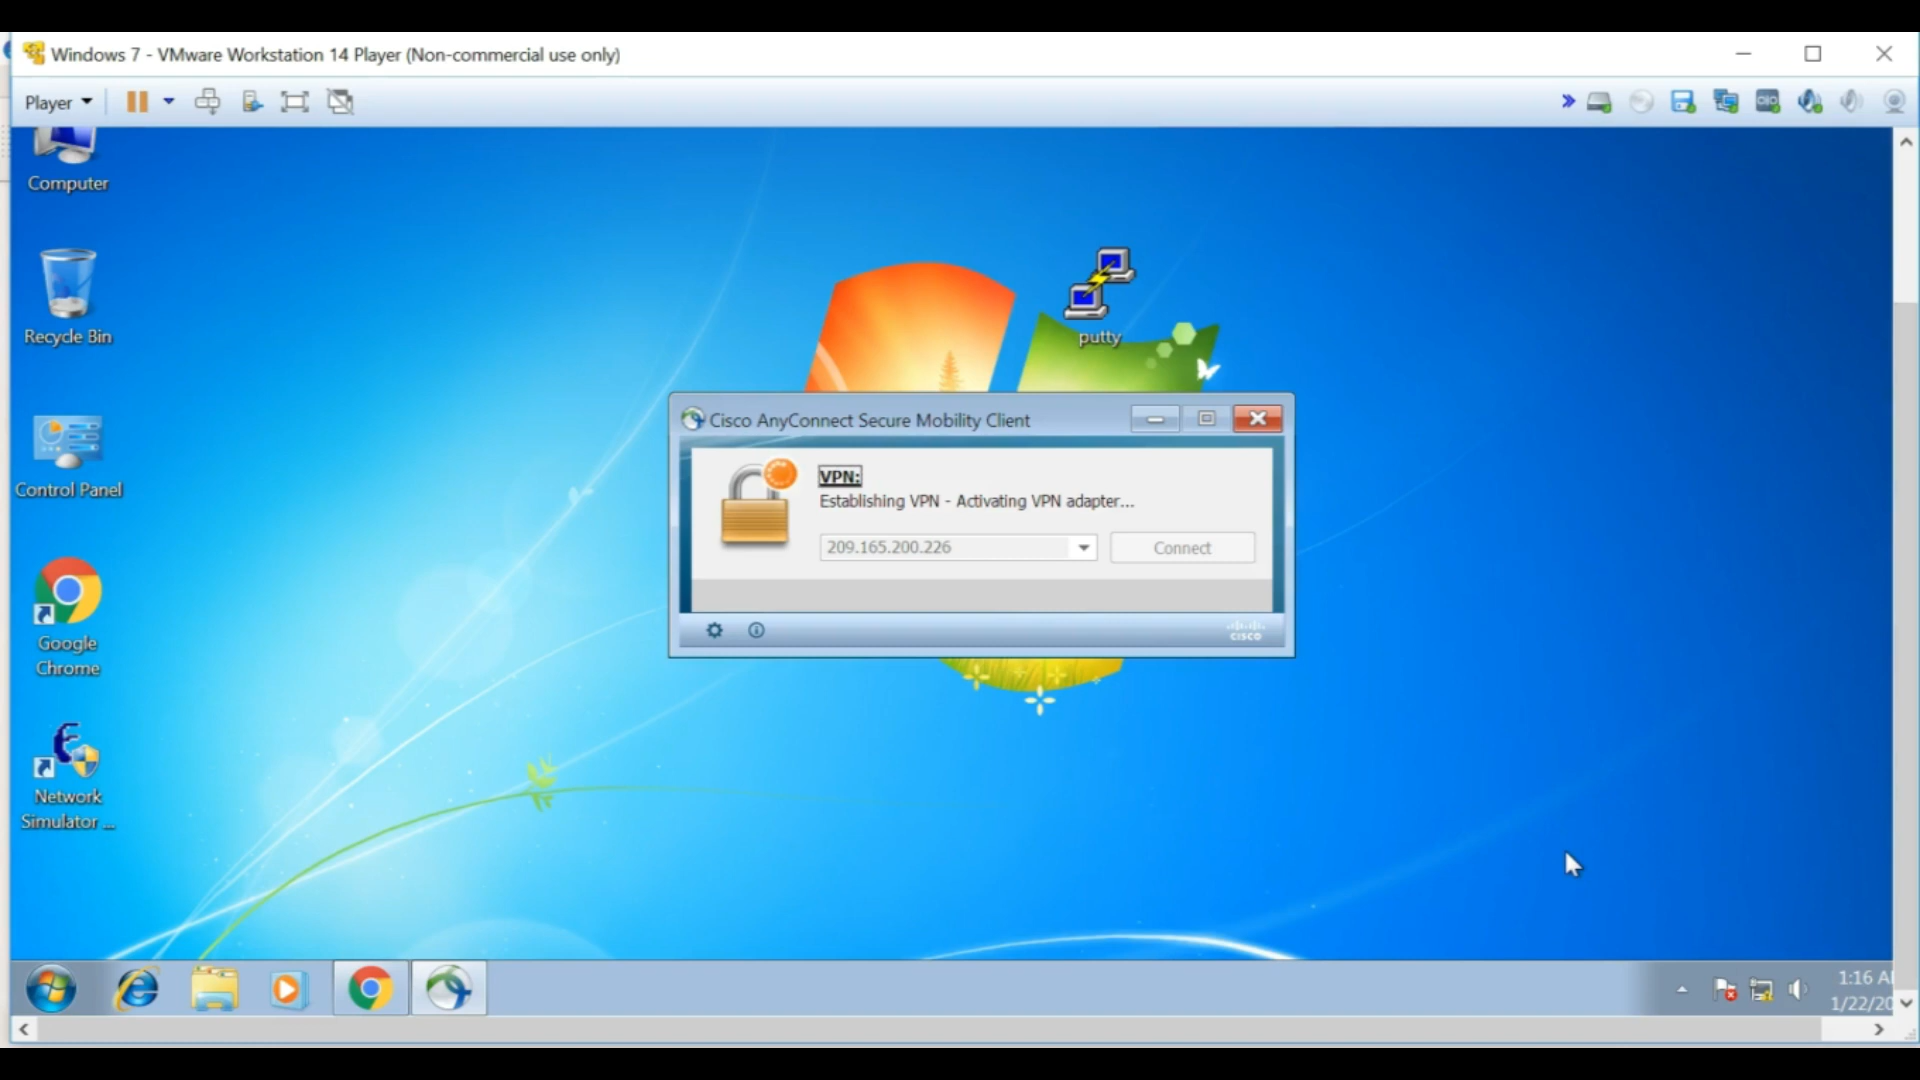 Windows 7 - VMware Workstation 14 Player (Non-commercial use only)
Player
Computer
Recycle Bin
Control Panel
Google
Chrome
Network
Simulator ...
putty
Cisco AnyConnect Secure Mobility Client
VPN:
Establishing VPN - Activating VPN adapter...
209.165.200.226
Connect
CISCO
1:16 A
1/22/20